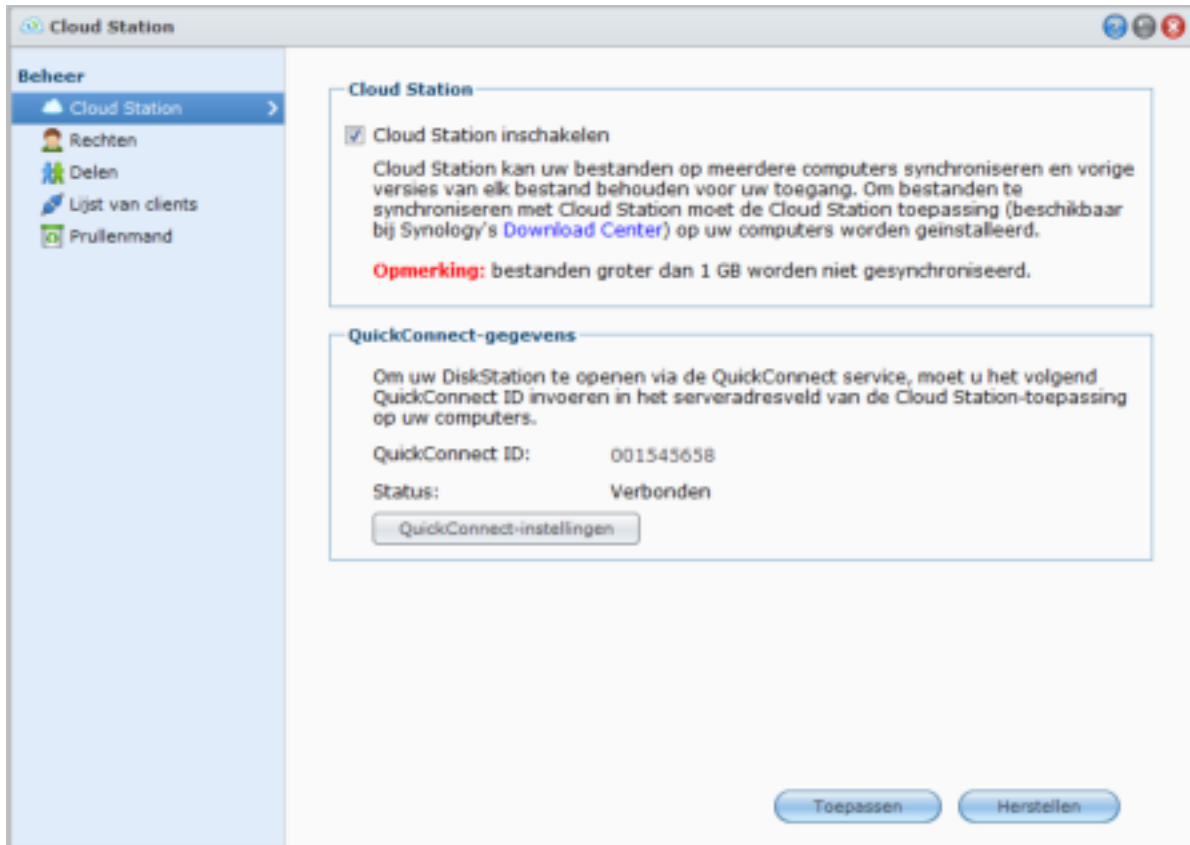 Cloud Station
Beheer
Cloud Station
Rechten
Delen
Lijst van clients
Prullenmand
Cloud Station
Cloud Station inschakelen
Cloud Station kan uw bestanden op meerdere computers synchroniseren en vorige
versies van elk bestand behouden voor uw toegang. Om bestanden te
synchroniseren met Cloud Station moet de Cloud Station toepassing (beschikbaar
bij Synology's Download Center) op uw computers worden geïnstalleerd.
Opmerking: bestanden groter dan 1 GB worden niet gesynchroniseerd.
QuickConnect-gegevens
Om uw DiskStation te openen via de QuickConnect service, moet u het volgend
QuickConnect ID invoeren in het serveradresveld van de Cloud Station-toepassing
op uw computers.
QuickConnect ID: 001545658
Status: Verbonden
QuickConnect-instellingen
Toepassen Herstellen